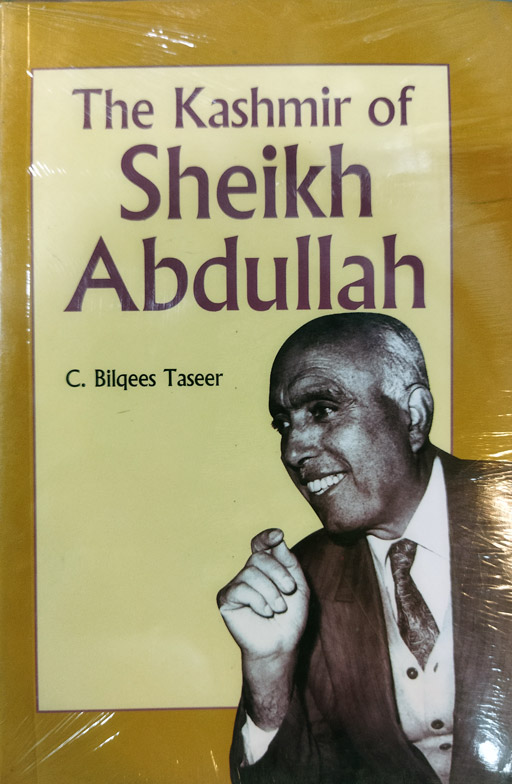 The Kashmir of
Sheikh
Abdullah
C. Bilqees Taseer